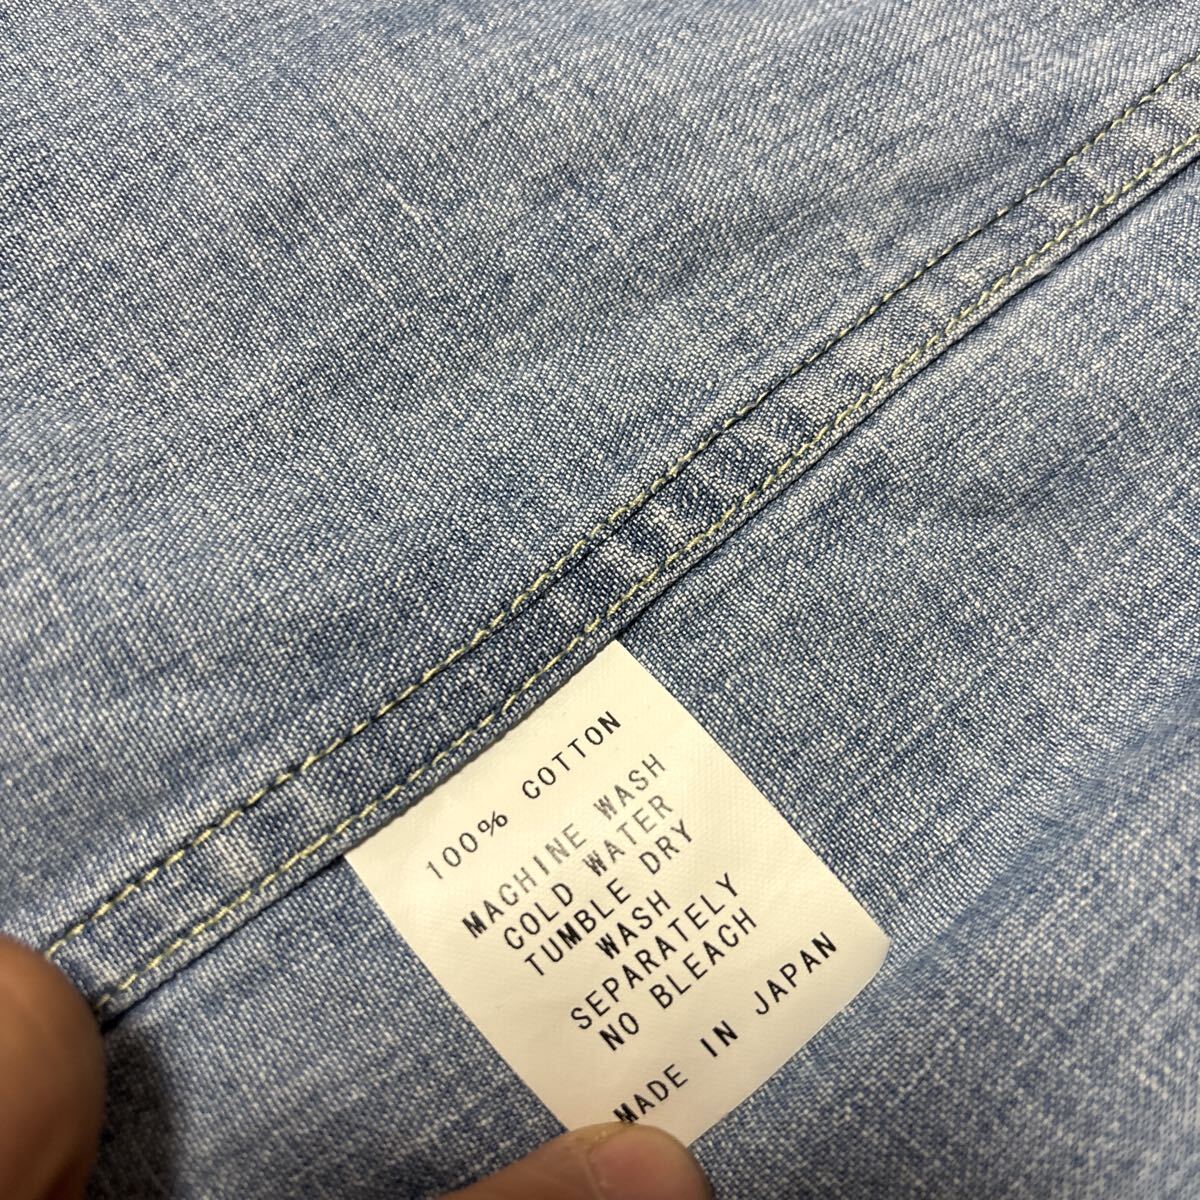 100% COTTON
MACHINE WASH
COLD WATER
TUMBLE DRY
WASH
SEPARATELY
NO BLEACH
MADE IN JAPAN